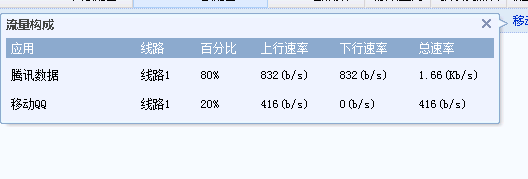 流量构成
移动
应用 线路 百分比 上行速率 下行速率 总速率
腾讯数据 线路1 80% 832(b/s) 832(b/s) 1.66(Kb/s)
移动QQ 线路1 20% 416(b/s) 0(b/s) 416(b/s)